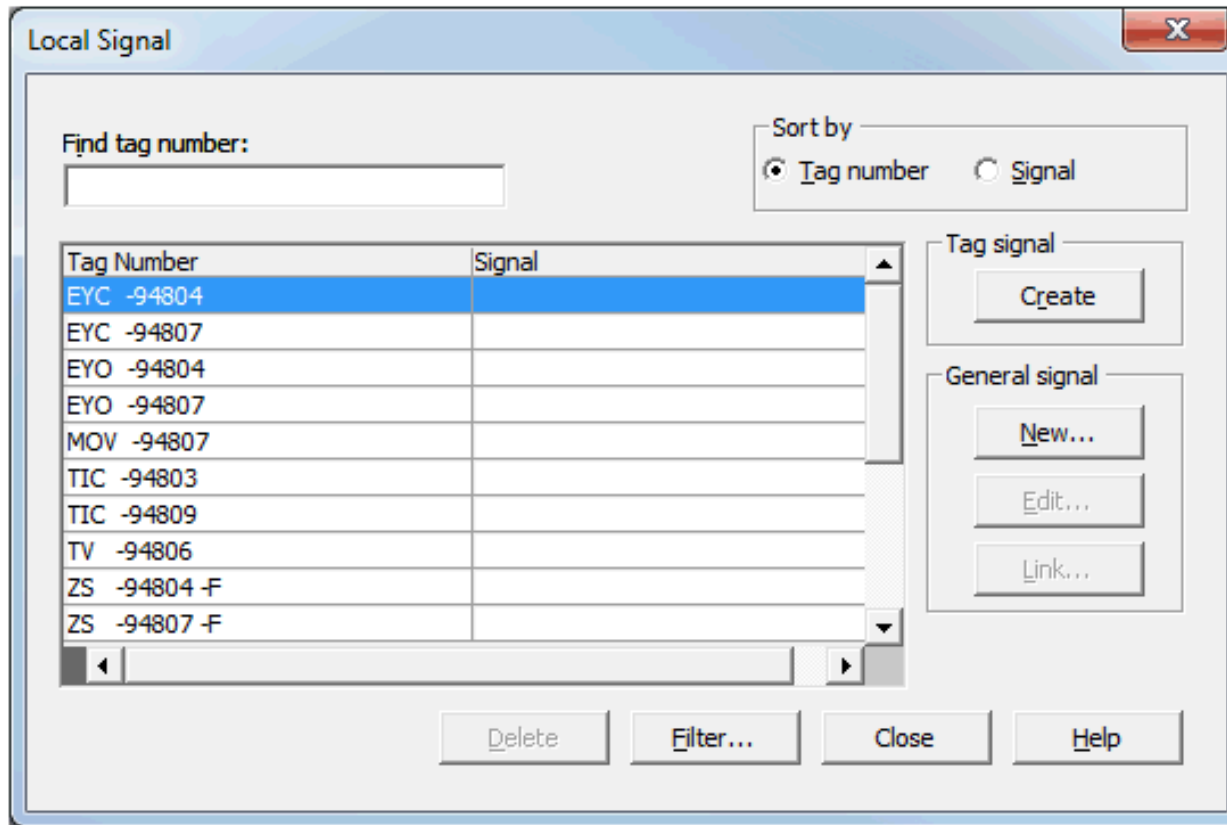 Local Signal
X
Find tag number:
Sort by
Tag number Signal
Tag Number Signal
EYC -94804
EYC -94807
EYO -94804
EYO -94807
MOV -94807
TIC -94803
TIC -94809
TV -94806
ZS -94804 -F
ZS -94807 -F
Tag signal
Create
General signal
New...
Edit...
Link...
Delete Filter... Close Help